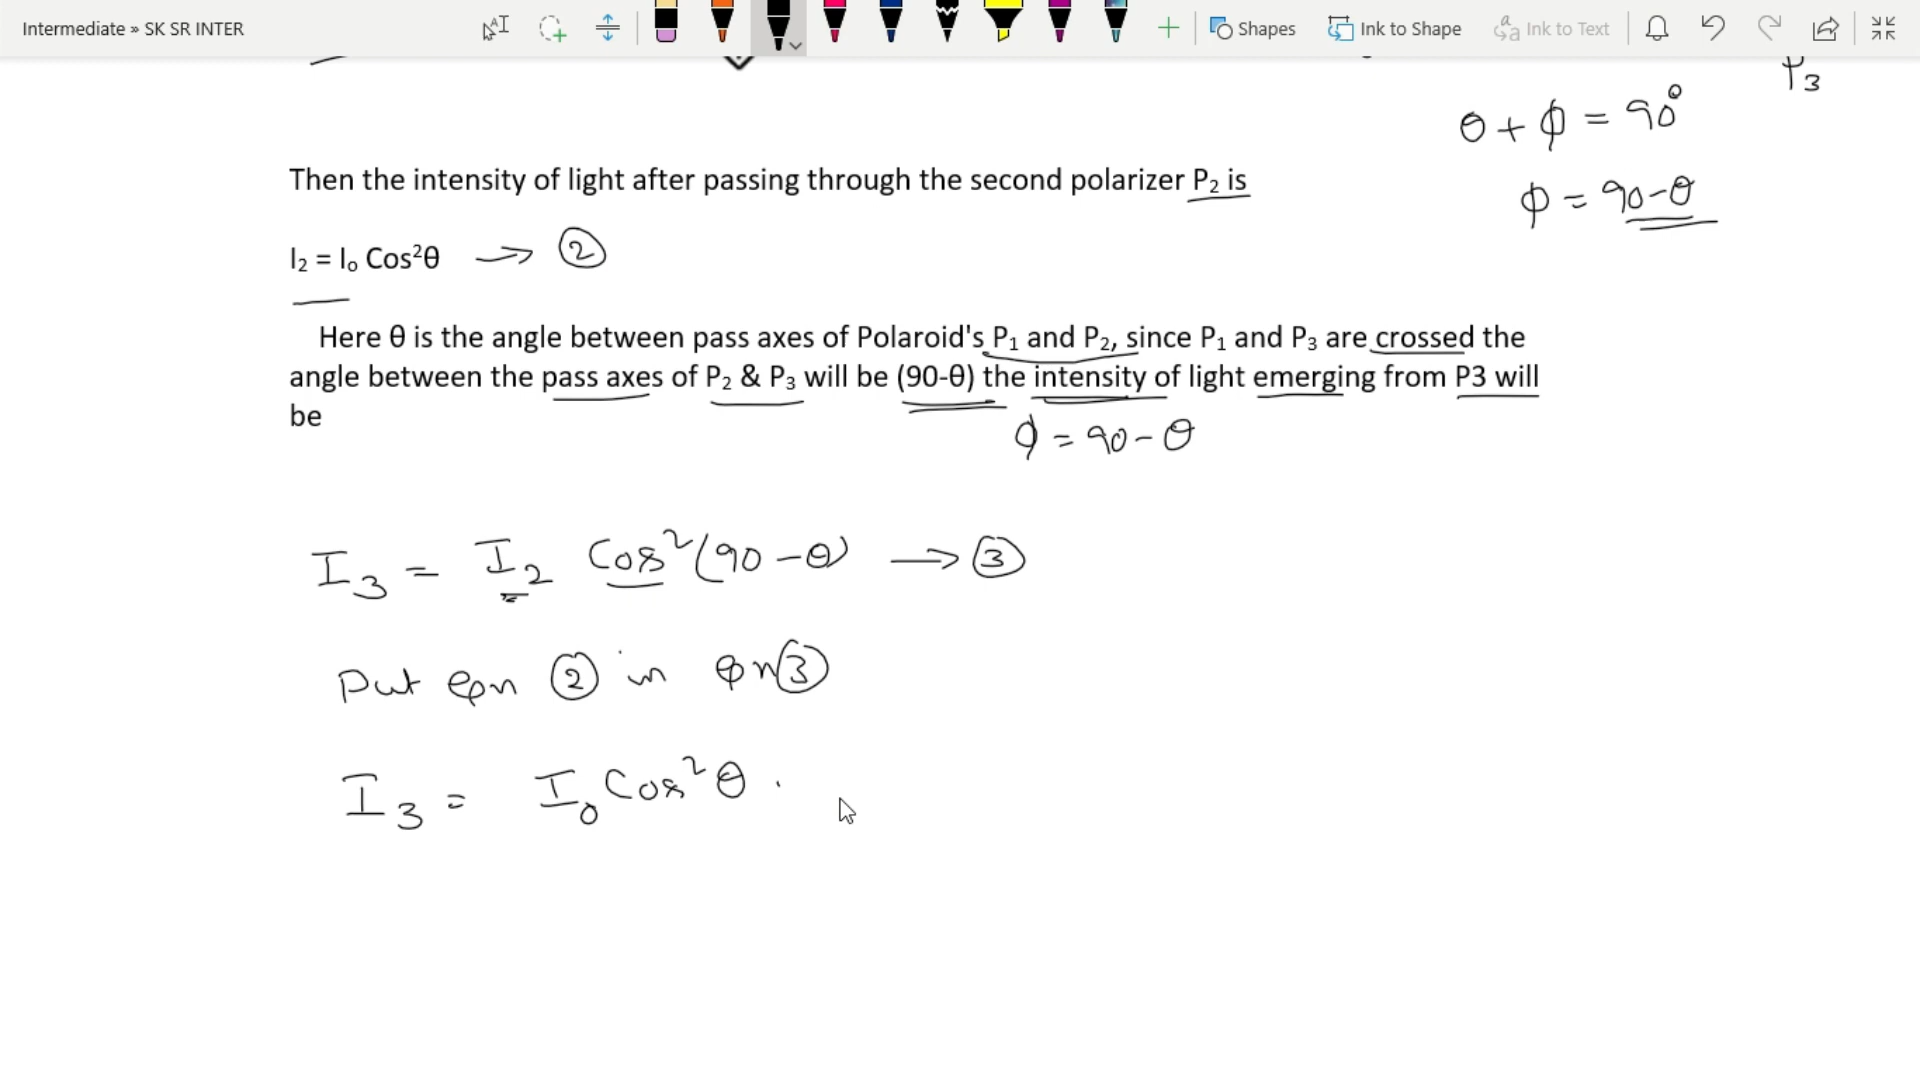 Intermediate » SK SR INTER
Shapes
Ink to Shape
Ink to Text
P₃
θ + ϕ = 90°
Then the intensity of light after passing through the second polarizer P₂ is
ϕ = 90-θ
I₂ = Iₒ Cos²θ → ②
Here θ is the angle between pass axes of Polaroid's P₁ and P₂, since P₁ and P₃ are crossed the
angle between the pass axes of P₂ & P₃ will be (90-θ) the intensity of light emerging from P3 will
be
ϕ = 90 - θ
I₃ = I₂ Cos²(90 - θ) → ③
Put eqn ② in eqn ③
I₃ = I₀ Cos²θ .